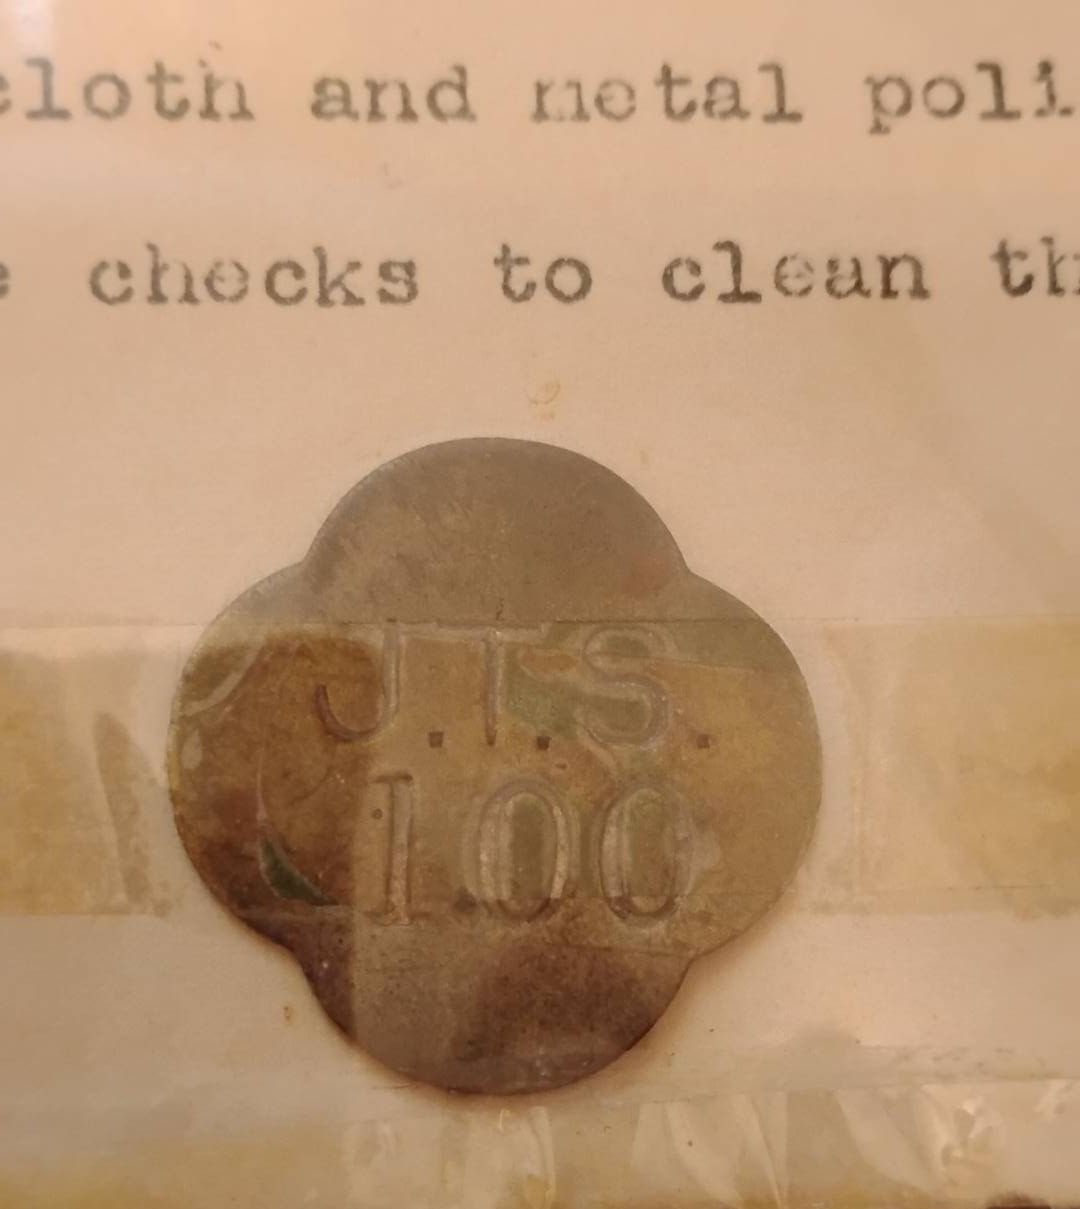 cloth and metal poli
checks to clean th
J.T.S.
1.00